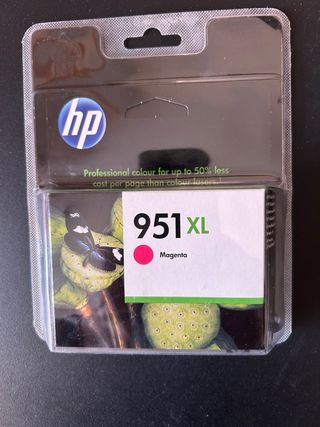 hp
Professional colour for up to 50% less
cost per page than colour lasers
951XL
Magenta